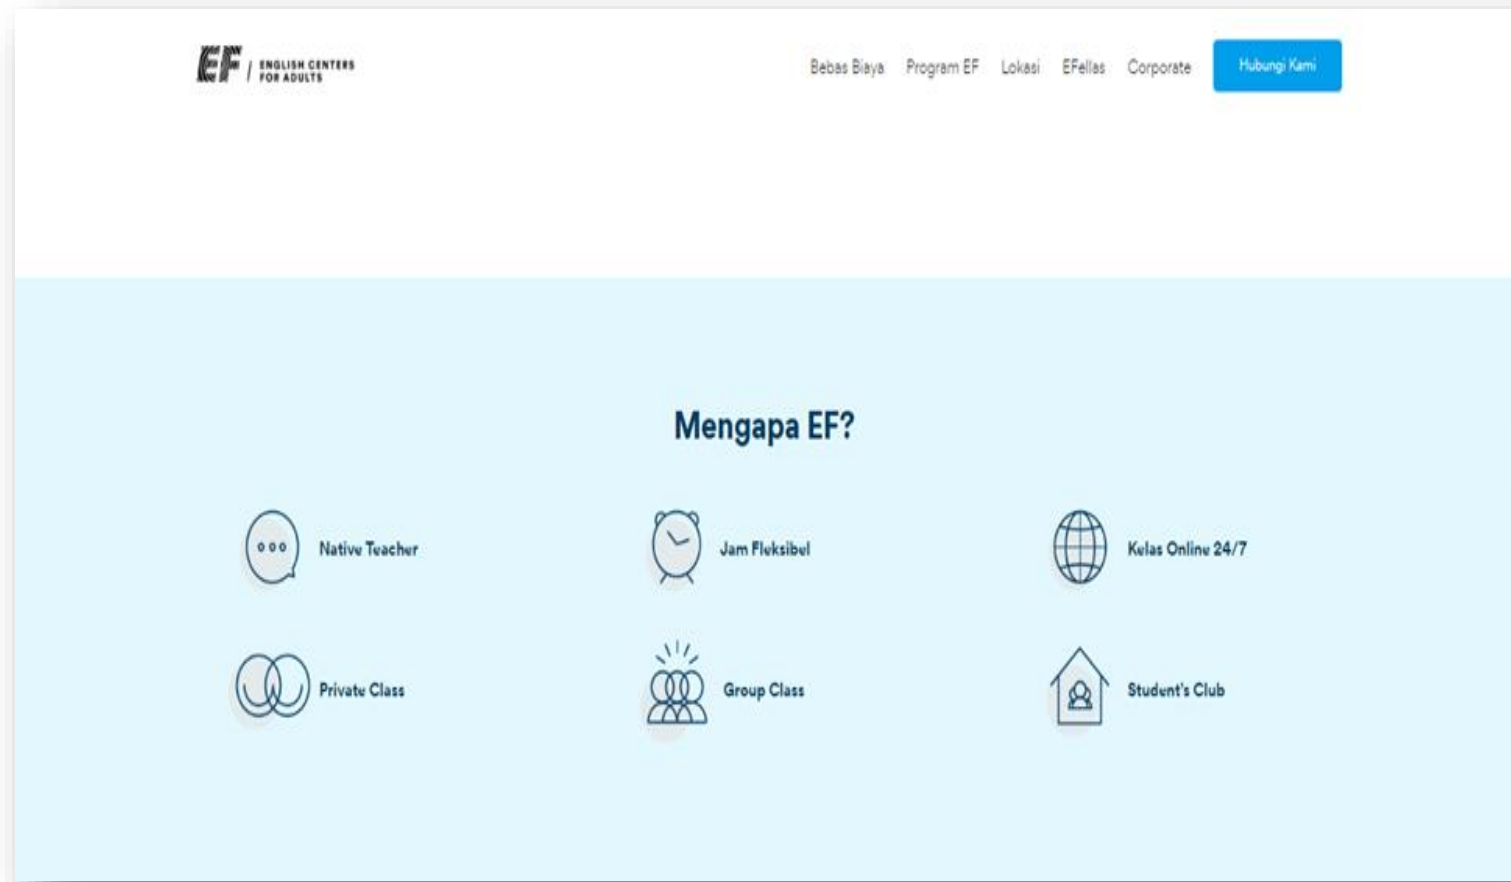 EF / ENGLISH CENTERS
FOR ADULTS
Bebas Biaya Program EF Lokasi EFellas Corporate Hubungi Kami
Mengapa EF?
Native Teacher Jam Fleksibel Kelas Online 24/7
Private Class Group Class Student's Club